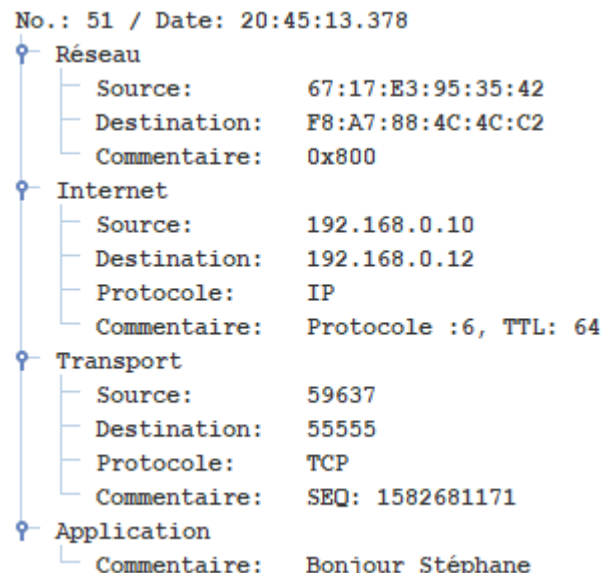 No.: 51 / Date: 20:45:13.378
Réseau
Source: 67:17:E3:95:35:42
Destination: F8:A7:88:4C:4C:C2
Commentaire: 0x800
Internet
Source: 192.168.0.10
Destination: 192.168.0.12
Protocole: IP
Commentaire: Protocole :6, TTL: 64
Transport
Source: 59637
Destination: 55555
Protocole: TCP
Commentaire: SEQ: 1582681171
Application
Commentaire: Bonjour Stéphane